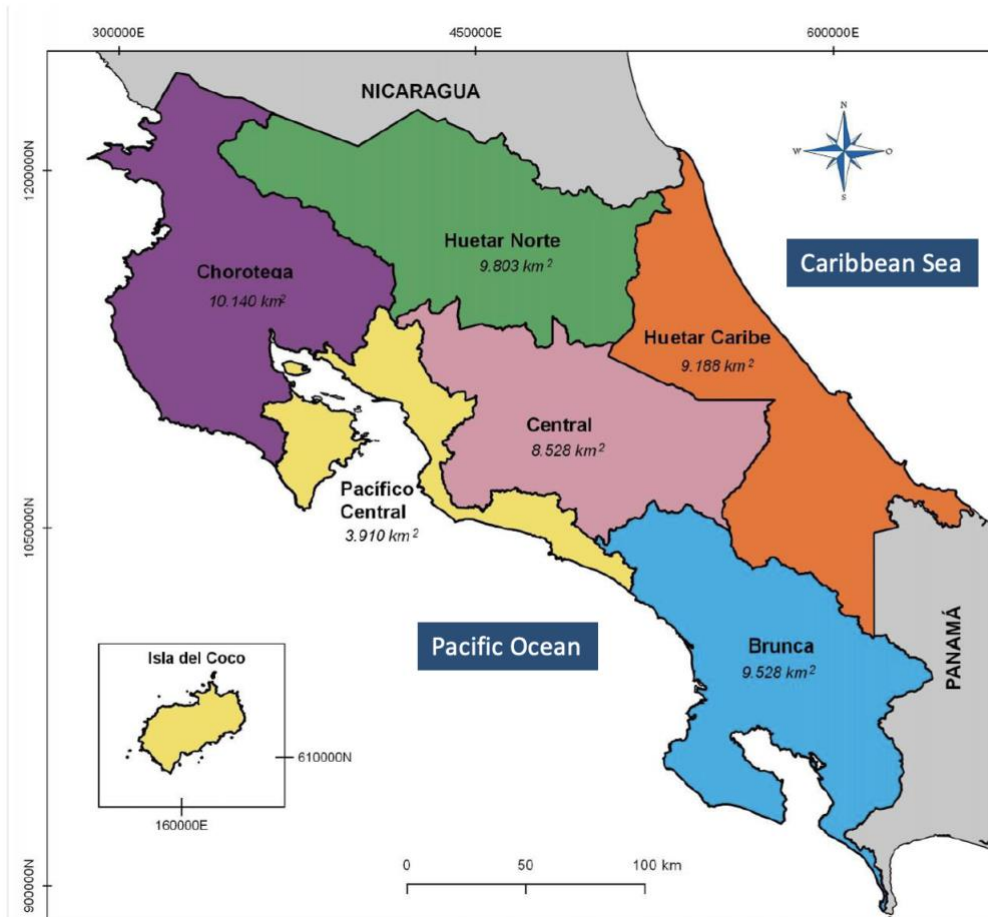 300000E
450000E
600000E
NICARAGUA
N
W
O
S
1200000N
Huetar Norte
9.803 km²
Caribbean Sea
Chorotega
10.140 km²
Huetar Caribe
9.188 km²
Central
8.528 km²
Pacífico
Central
3.910 km²
1050000N
Pacific Ocean
Brunca
9.528 km²
PANAMÁ
Isla del Coco
610000N
160000E
0
50
100 km
900000N